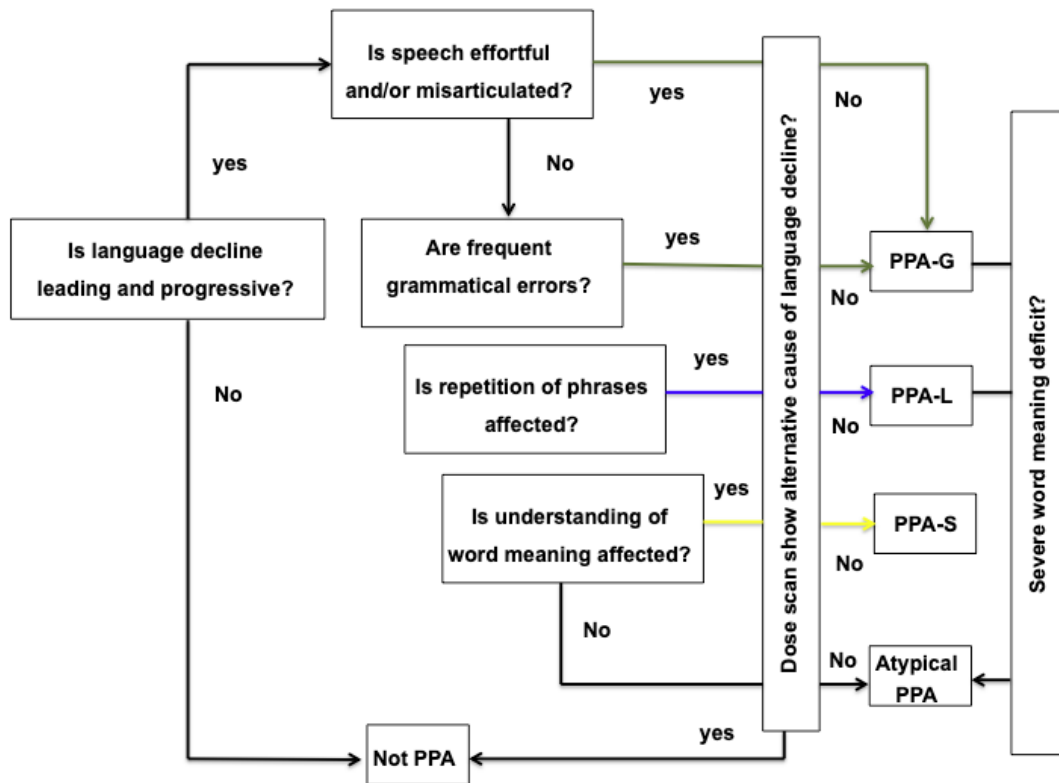 Is speech effortful
and/or misarticulated?
yes
No
yes
No
Is language decline
leading and progressive?
Are frequent
grammatical errors?
yes
No
PPA-G
Is repetition of phrases
affected?
yes
No
PPA-L
Is understanding of
word meaning affected?
yes
No
PPA-S
No
No
Atypical
PPA
No
yes
Not PPA
Dose scan show alternative cause of language decline?
Severe word meaning deficit?